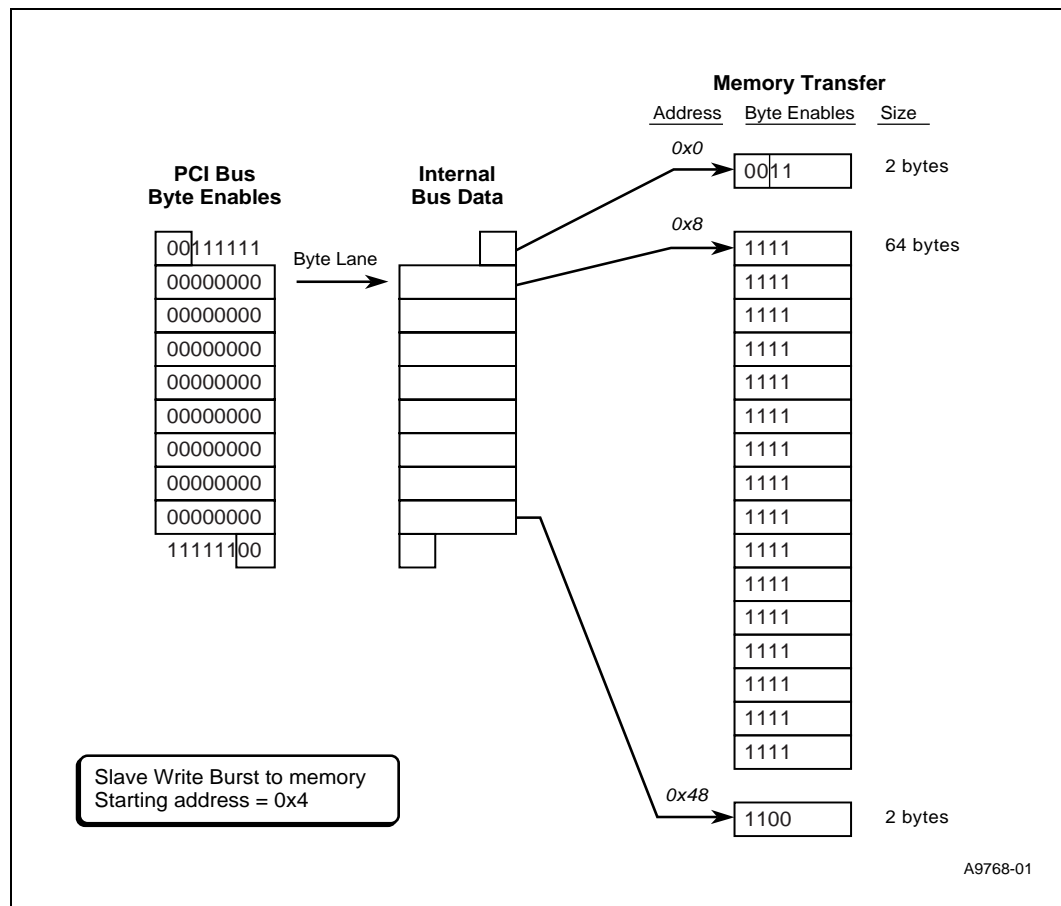 Memory Transfer
Address Byte Enables Size
0x0
0011 2 bytes
PCI Bus
Byte Enables
Internal
Bus Data
0x8
00111111
Byte Lane
1111 64 bytes
00000000 1111
00000000 1111
00000000 1111
00000000 1111
00000000 1111
00000000 1111
00000000 1111
00000000 1111
11111100 1111
1111
1111
1111
1111
1111
1111
Slave Write Burst to memory
Starting address = 0x4
0x48
1100 2 bytes
A9768-01